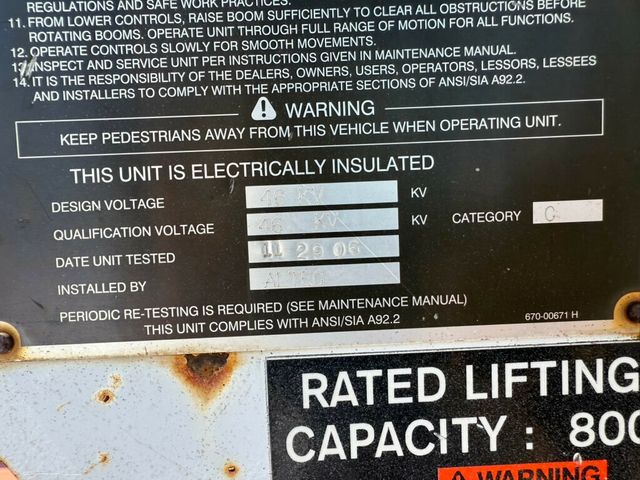 REGULATIONS AND SAFE WORK PRACTICES.
11. FROM LOWER CONTROLS, RAISE BOOM SUFFICIENTLY TO CLEAR ALL OBSTRUCTIONS BEFORE
ROTATING BOOMS. OPERATE UNIT THROUGH FULL RANGE OF MOTION FOR ALL FUNCTIONS.
12. OPERATE CONTROLS SLOWLY FOR SMOOTH MOVEMENTS.
13. INSPECT AND SERVICE UNIT PER INSTRUCTIONS GIVEN IN MAINTENANCE MANUAL.
14. IT IS THE RESPONSIBILITY OF THE DEALERS, OWNERS, USERS, OPERATORS, LESSORS, LESSEES
AND INSTALLERS TO COMPLY WITH THE APPROPRIATE SECTIONS OF ANSI/SIA A92.2.
WARNING
KEEP PEDESTRIANS AWAY FROM THIS VEHICLE WHEN OPERATING UNIT.
THIS UNIT IS ELECTRICALLY INSULATED
DESIGN VOLTAGE 46 KV KV
QUALIFICATION VOLTAGE 46 KV KV CATEGORY C
DATE UNIT TESTED 11 29 06
INSTALLED BY ALTEC
PERIODIC RE-TESTING IS REQUIRED (SEE MAINTENANCE MANUAL)
THIS UNIT COMPLIES WITH ANSI/SIA A92.2 670-00671 H
RATED LIFTING
CAPACITY : 800
WARNING